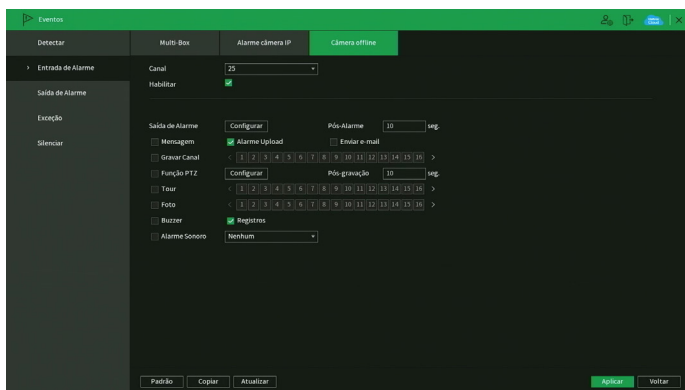 Eventos
Detectar
Entrada de Alarme
Saída de Alarme
Exceção
Silenciar
Multi-Box Alarme câmera IP Câmera offline
Canal 25
Habilitar
Saída de Alarme Configurar Pós-Alarme 10 seg.
Mensagem Alarme Upload Enviar e-mail
Gravar Canal < 1 2 3 4 5 6 7 8 9 10 11 12 13 14 15 16 >
Função PTZ Configurar Pós-gravação 10 seg.
Tour < 1 2 3 4 5 6 7 8 9 10 11 12 13 14 15 16 >
Foto < 1 2 3 4 5 6 7 8 9 10 11 12 13 14 15 16 >
Buzzer Registros
Alarme Sonoro Nenhum
Padrão Copiar Atualizar Aplicar Voltar